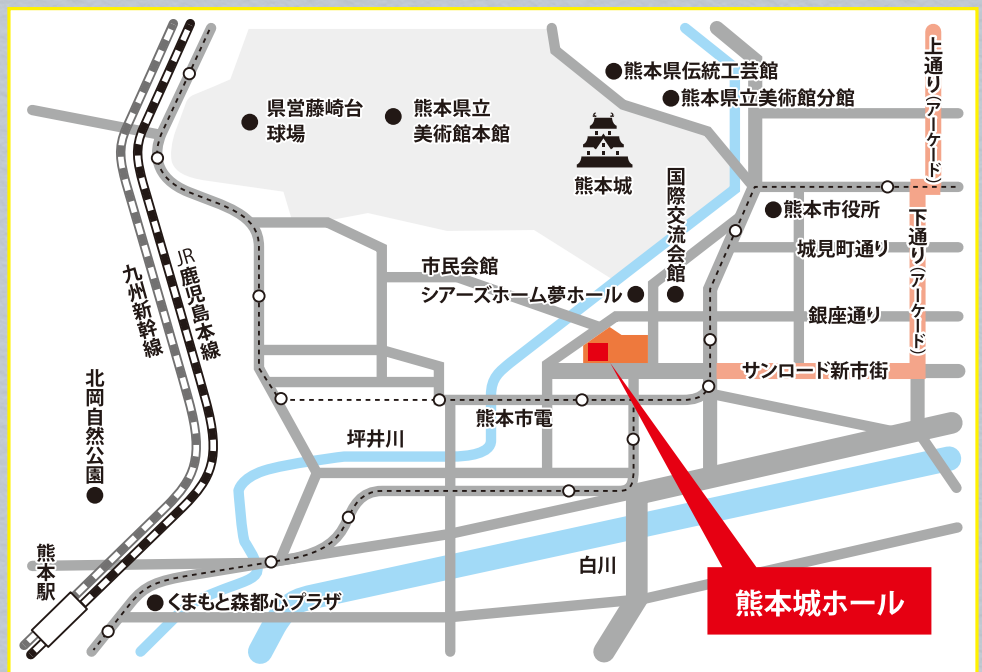 熊本県伝統工芸館
熊本県立美術館分館
上通り(アーケード)
県営藤崎台
球場
熊本県立
美術館本館
熊本城
国際交流会館
熊本市役所
下通り(アーケード)
城見町通り
市民会館
シアーズホーム夢ホール
銀座通り
JR鹿児島本線
九州新幹線
サンロード新市街
北岡自然公園
熊本市電
坪井川
熊本駅
白川
くまもと森都心プラザ
熊本城ホール